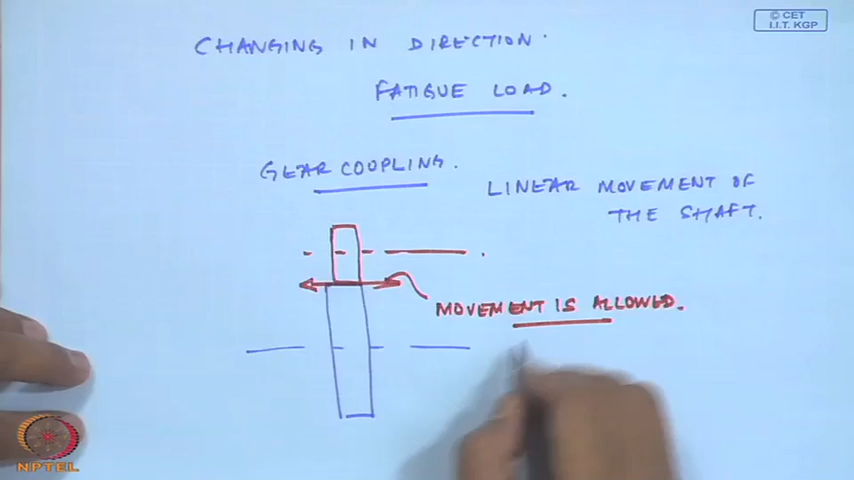 © CET
I.I.T. KGP
CHANGING IN DIRECTION.
FATIGUE LOAD.
GEAR COUPLING.
LINEAR MOVEMENT OF
THE SHAFT.
MOVEMENT IS ALLOWED.
NPTEL